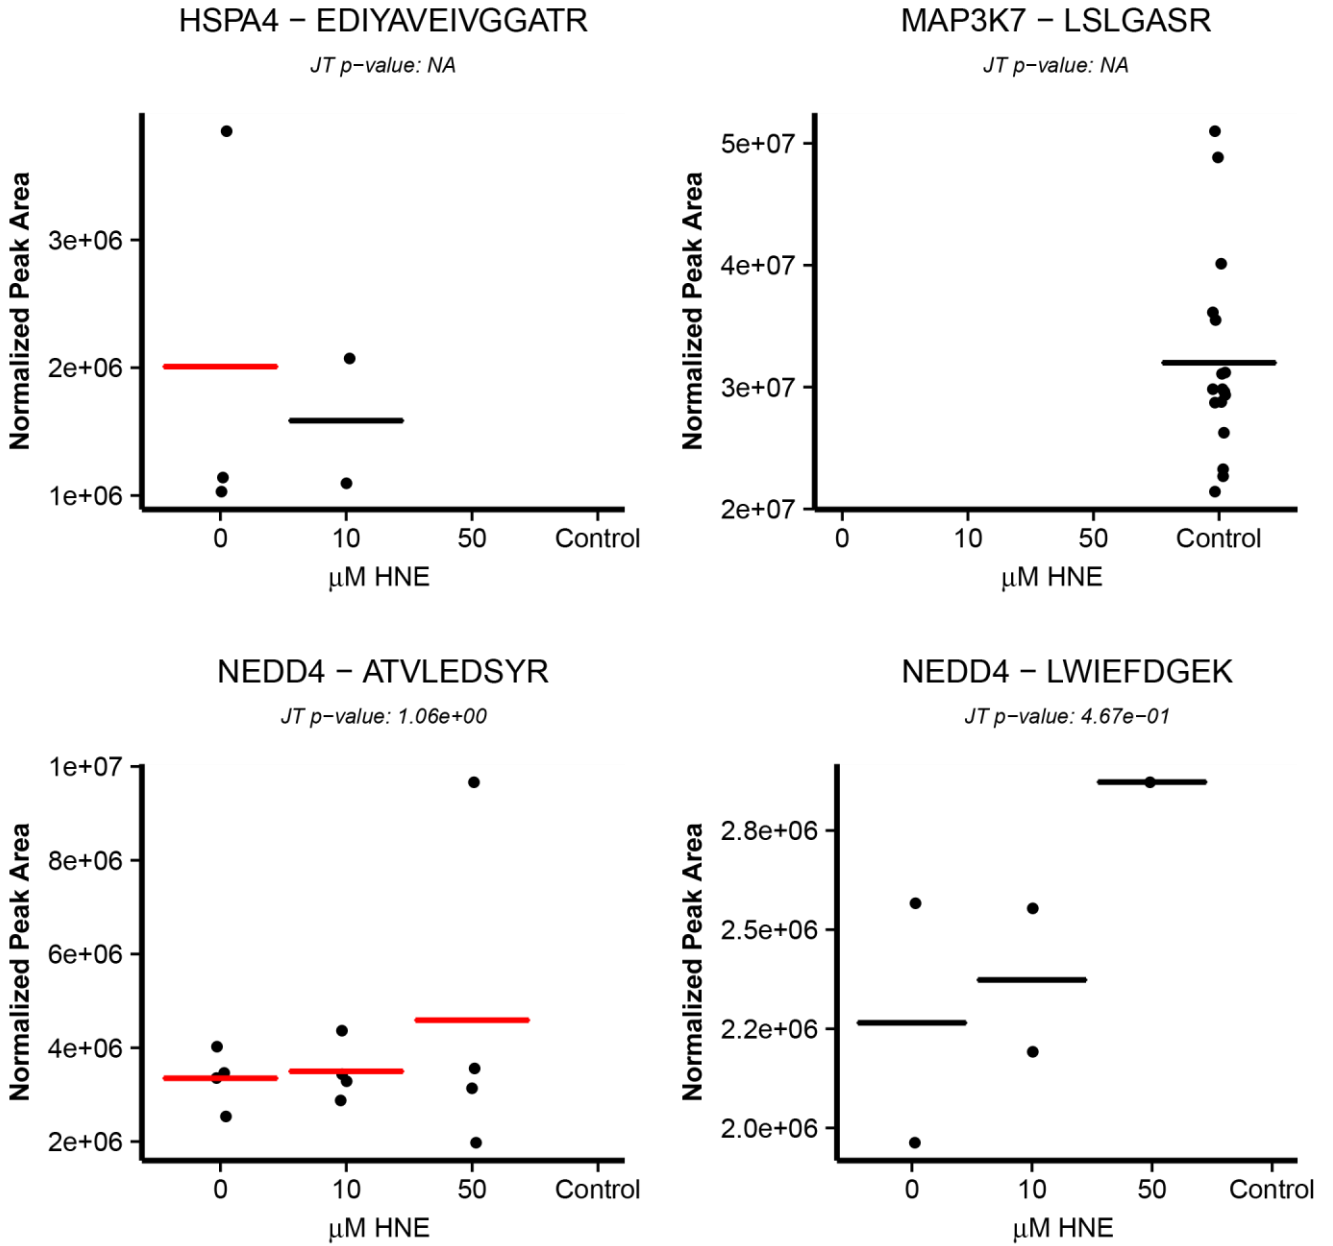 HSPA4 − EDIYAVEIVGGATR
JT p−value: NA
Normalized Peak Area
3e+06
2e+06
1e+06
0 10 50 Control
μM HNE
MAP3K7 − LSLGASR
JT p−value: NA
Normalized Peak Area
5e+07
4e+07
3e+07
2e+07
0 10 50 Control
μM HNE
NEDD4 − ATVLEDSYR
JT p−value: 1.06e+00
Normalized Peak Area
1e+07
8e+06
6e+06
4e+06
2e+06
0 10 50 Control
μM HNE
NEDD4 − LWIEFDGEK
JT p−value: 4.67e−01
Normalized Peak Area
2.8e+06
2.5e+06
2.2e+06
2.0e+06
0 10 50 Control
μM HNE